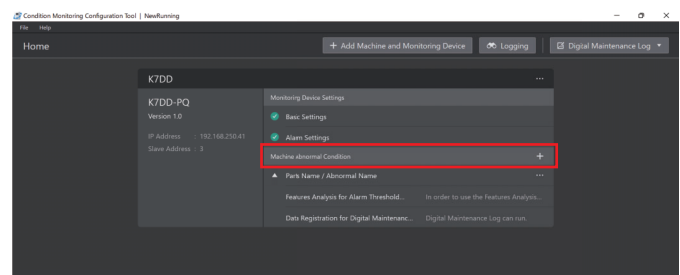 Condition Monitoring Configuration Tool | NewRunning
File Help
Home
+ Add Machine and Monitoring Device
Logging
Digital Maintenance Log
K7DD
K7DD-PQ
Version 1.0
IP Address : 192.168.250.41
Slave Address : 3
Monitoring Device Settings
Basic Settings
Alarm Settings
Machine abnormal Condition +
Parts Name / Abnormal Name
Features Analysis for Alarm Threshold... In order to use the Features Analysis...
Data Registration for Digital Maintenanc... Digital Maintenance Log can run.